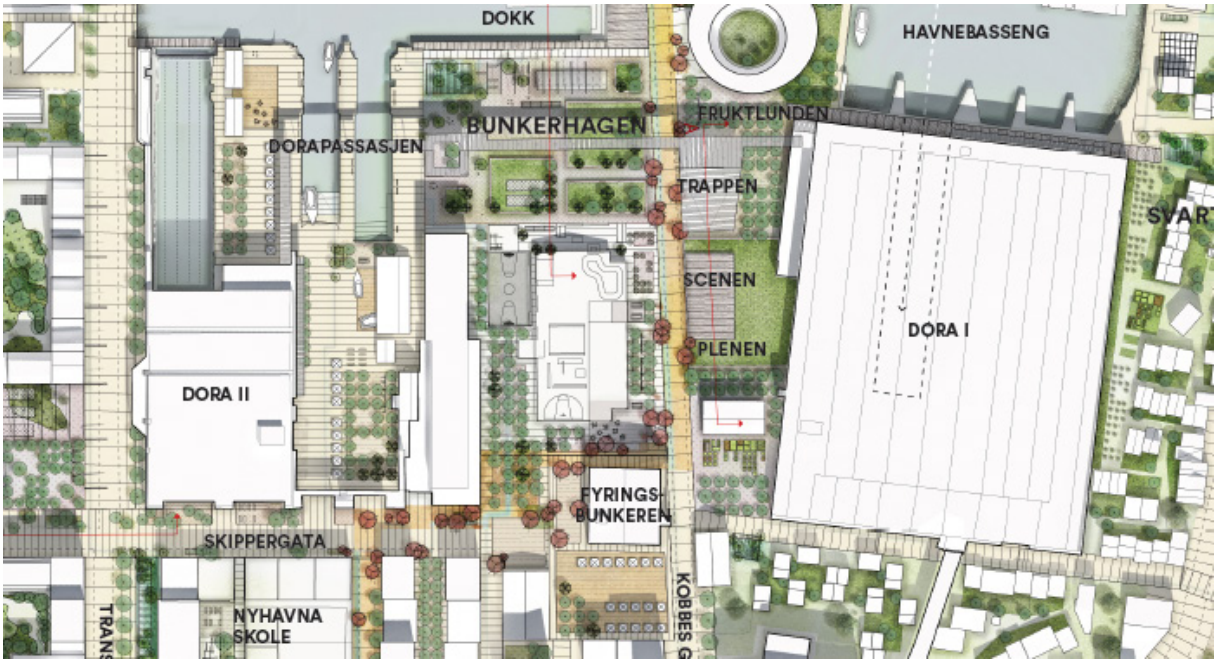 DOKK
HAVNEBASSENG
FRUKTLUNDEN
BUNKERHAGEN
DORAPASSASJEN
TRAPPEN
SVART
SCENEN
DORA I
PLENEN
DORA II
FYRINGS-
BUNKEREN
SKIPPERGATA
NYHAVNA
SKOLE
TRANS
KOBBES G